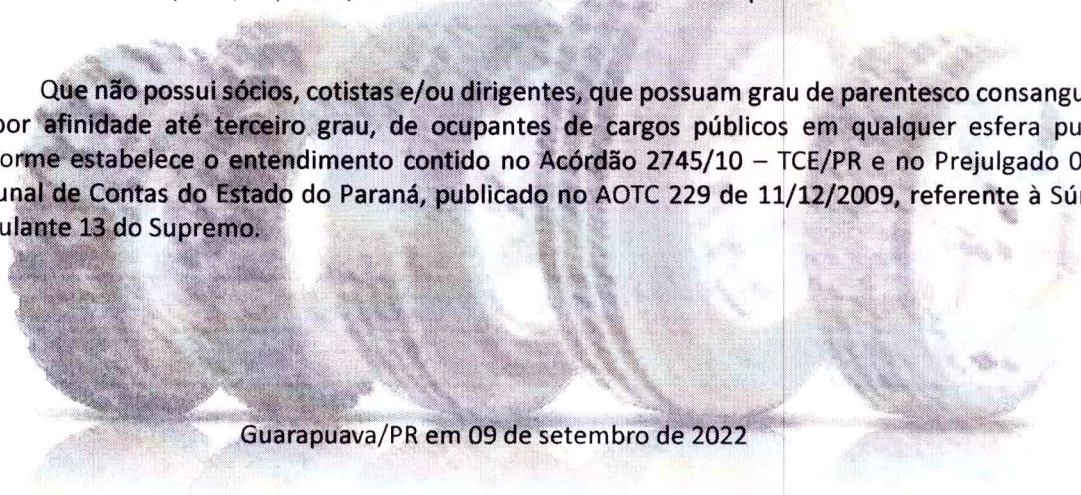 Que não possui sócios, cotistas e/ou dirigentes, que possuam grau de parentesco consangu
por afinidade até terceiro grau, de ocupantes de cargos públicos em qualquer esfera pu
orme estabelece o entendimento contido no Acórdão 2745/10 – TCE/PR e no Prejulgado 0
unal de Contas do Estado do Paraná, publicado no AOTC 229 de 11/12/2009, referente à Sú
ulante 13 do Supremo.
Guarapuava/PR em 09 de setembro de 2022